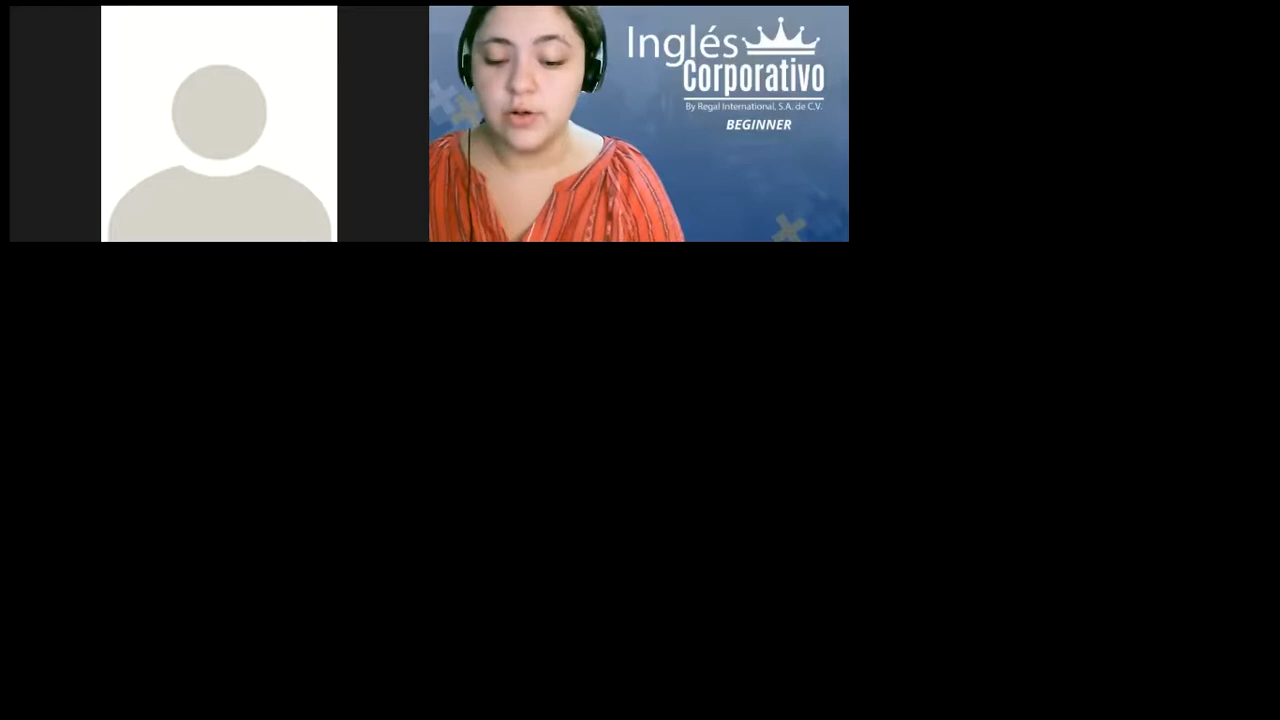 Inglés
Corporativo
By Regal International, S.A. de C.V.
BEGINNER